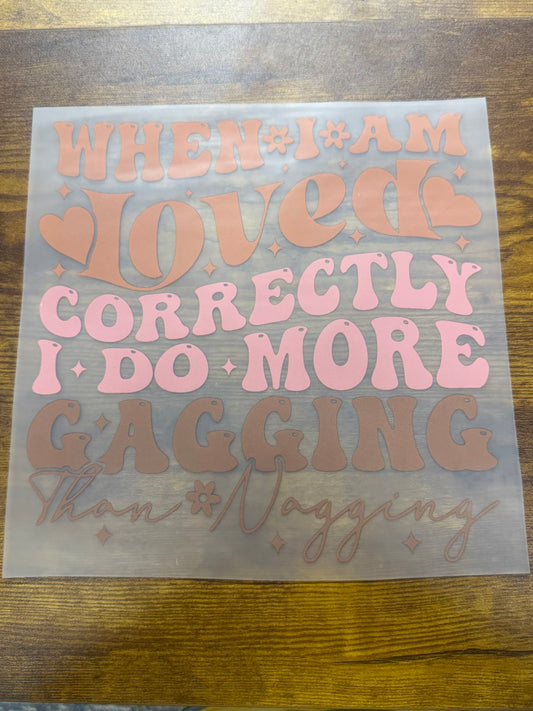 WHEN I AM
Loved
CORRECTLY
I DO MORE
GAGGING
Than Nagging